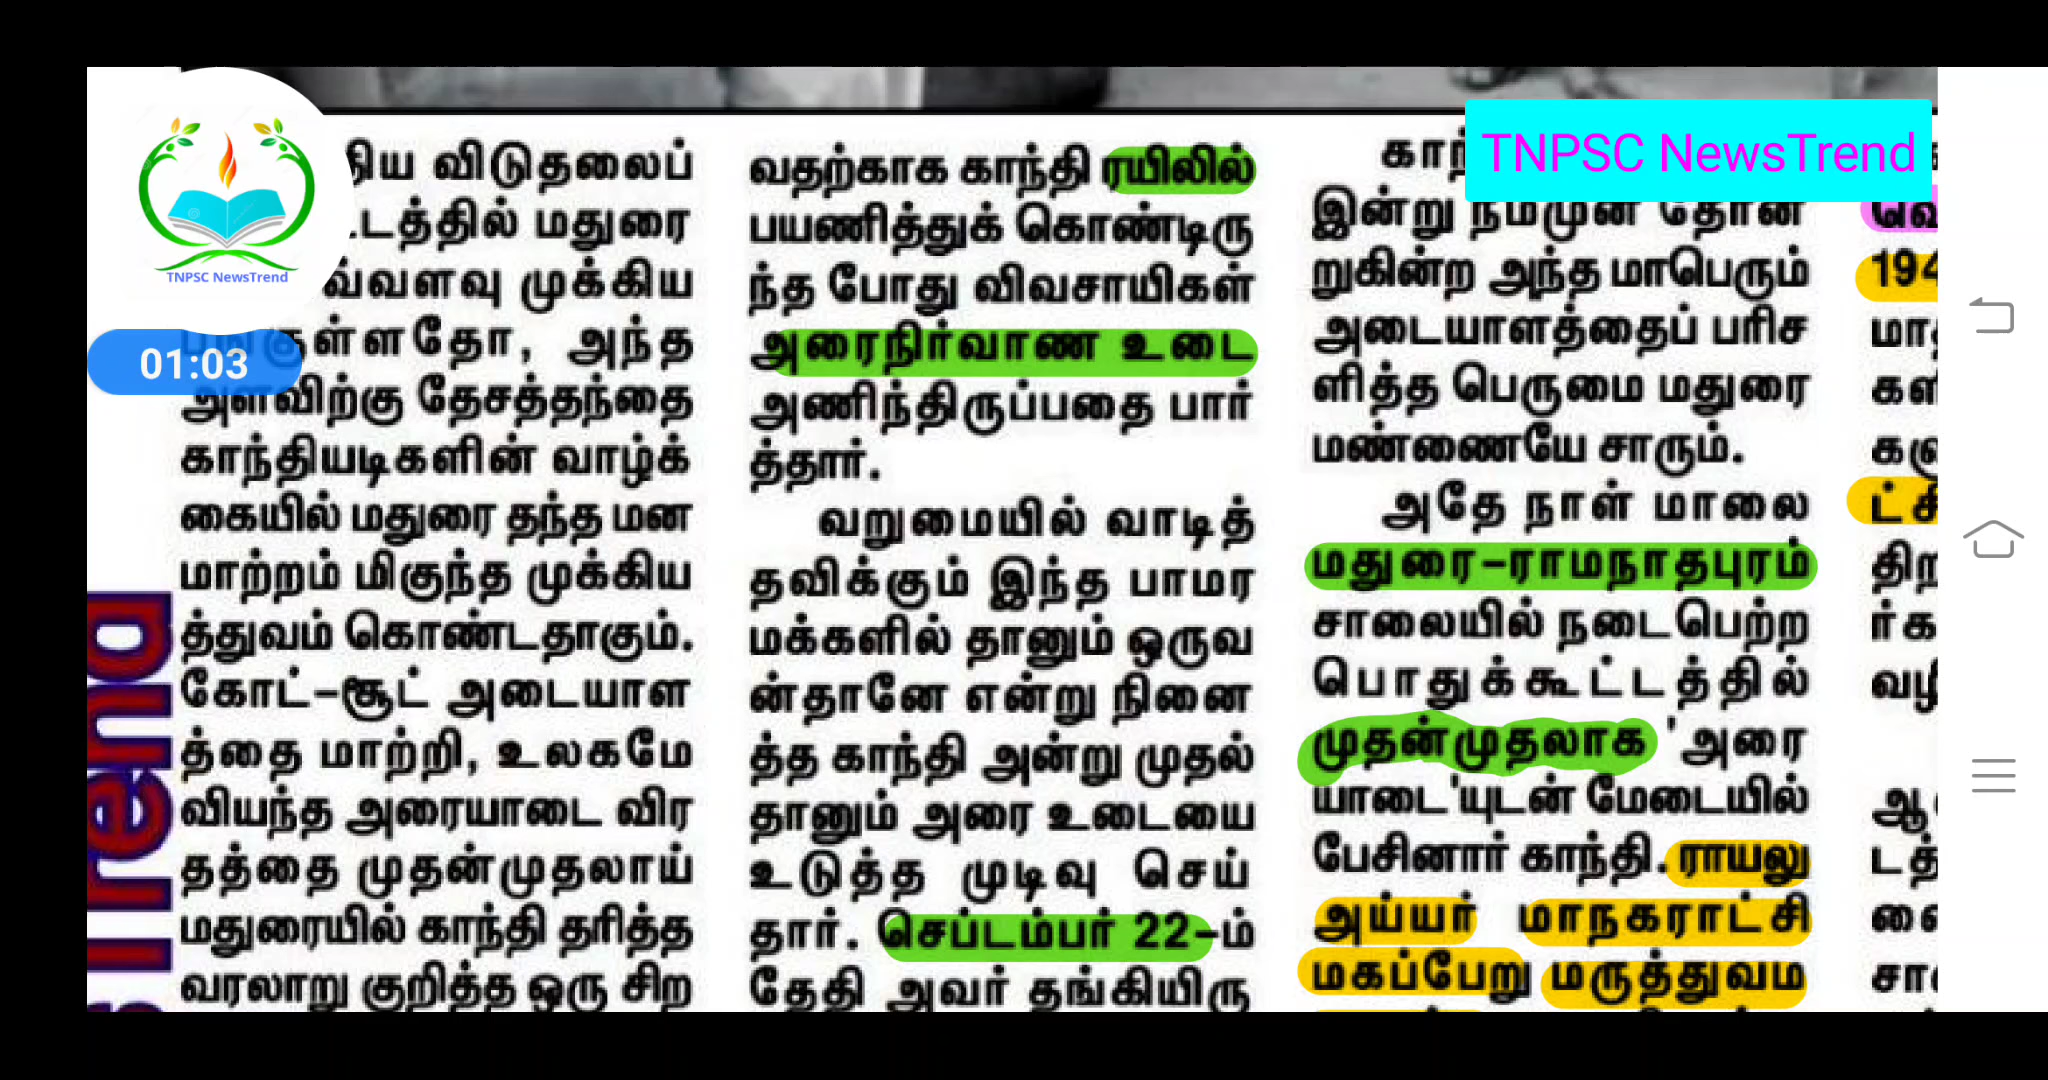 TNPSC NewsTrend
TNPSC NewsTrend
01:03
Trend
விடுதலைப்
மதுரை
முக்கிய
அந்த
அளவிற்கு தேசத்தந்தை
காந்தியடிகளின் வாழ்க்
கையில் மதுரை தந்த மன
மாற்றம் மிகுந்த முக்கிய
த்துவம் கொண்டதாகும்.
கோட்-சூட் அடையாள
த்தை மாற்றி, உலகமே
வியந்த அரையாடை விர
தத்தை முதன்முதலாய்
மதுரையில் காந்தி தரித்த
வரலாறு குறித்த ஒரு சிற
வதற்காக காந்தி ரயிலில்
பயணித்துக் கொண்டிரு
ந்த போது விவசாயிகள்
அரைநிர்வாண உடை
அணிந்திருப்பதை பார்
த்தார்.
வறுமையில் வாடித்
தவிக்கும் இந்த பாமர
மக்களில் தானும் ஒருவ
ன்தானே என்று நினை
த்த காந்தி அன்று முதல்
தானும் அரை உடையை
உடுத்த முடிவு செய்
தார். செப்டம்பர் 22-ம்
தேதி அவர் தங்கியிரு
இன்று நம்முன் தோன்
றுகின்ற அந்த மாபெரும்
அடையாளத்தைப் பரிச
ளித்த பெருமை மதுரை
மண்ணையே சாரும்.
அதே நாள் மாலை
மதுரை-ராமநாதபுரம்
சாலையில் நடைபெற்ற
பொதுக்கூட்டத்தில்
முதன்முதலாக 'அரை
யாடை'யுடன் மேடையில்
பேசினார் காந்தி. ராயலு
அய்யர் மாநகராட்சி
மகப்பேறு மருத்துவம